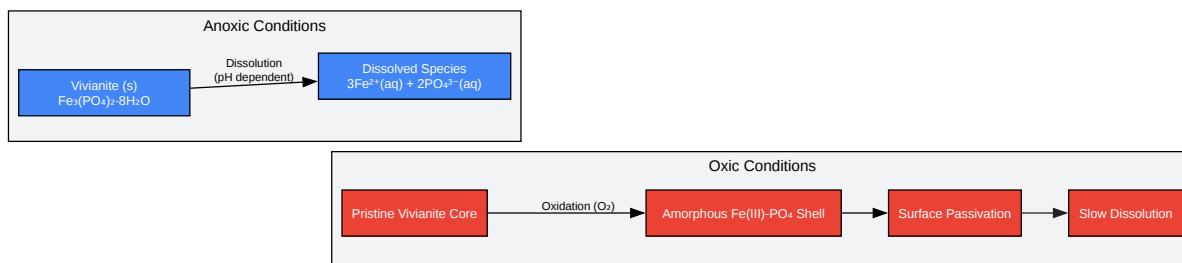 Anoxic Conditions
Dissolution
(pH dependent)
Vivianite (s)
Fe₃(PO₄)₂·8H₂O
Dissolved Species
3Fe²⁺(aq) + 2PO₄³⁻(aq)
Oxic Conditions
Pristine Vivianite Core
Oxidation (O₂)
Amorphous Fe(III)-PO₄ Shell
Surface Passivation
Slow Dissolution